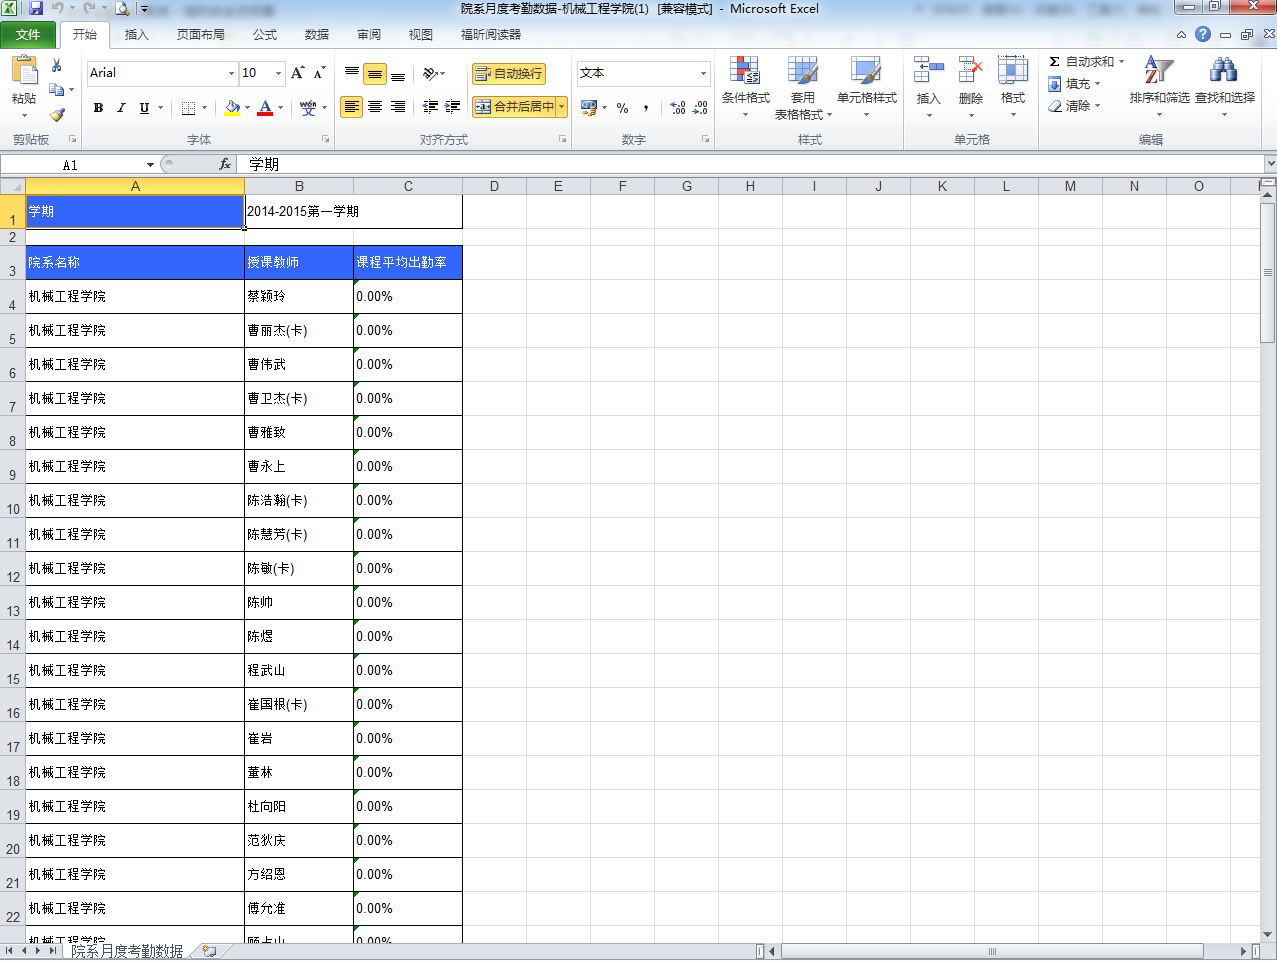 院系月度考勤数据-机械工程学院(1) [兼容模式] - Microsoft Excel
文件 开始 插入 页面布局 公式 数据 审阅 视图 福昕阅读器
粘贴 Arial 10 自动换行 文本 条件格式 套用 表格格式 单元格样式 插入 删除 格式 Σ 自动求和 填充 清除 排序和筛选 查找和选择
B I U A wén 文 合并后居中 %
剪贴板 字体 对齐方式 数字 样式 单元格 编辑
A1 fx 学期
A B C D E F G H I J K L M N O
1 学期 2014-2015第一学期
2
3 院系名称 授课教师 课程平均出勤率
4 机械工程学院 蔡颖玲 0.00%
5 机械工程学院 曹丽杰(卡) 0.00%
6 机械工程学院 曹伟武 0.00%
7 机械工程学院 曹卫杰(卡) 0.00%
8 机械工程学院 曹雅致 0.00%
9 机械工程学院 曹永上 0.00%
10 机械工程学院 陈浩瀚(卡) 0.00%
11 机械工程学院 陈慧芳(卡) 0.00%
12 机械工程学院 陈敏(卡) 0.00%
13 机械工程学院 陈帅 0.00%
14 机械工程学院 陈煜 0.00%
15 机械工程学院 程武山 0.00%
16 机械工程学院 崔国根(卡) 0.00%
17 机械工程学院 崔岩 0.00%
18 机械工程学院 董林 0.00%
19 机械工程学院 杜向阳 0.00%
20 机械工程学院 范狄庆 0.00%
21 机械工程学院 方绍恩 0.00%
22 机械工程学院 傅允准 0.00%
机械工程学院 0.00%
院系月度考勤数据